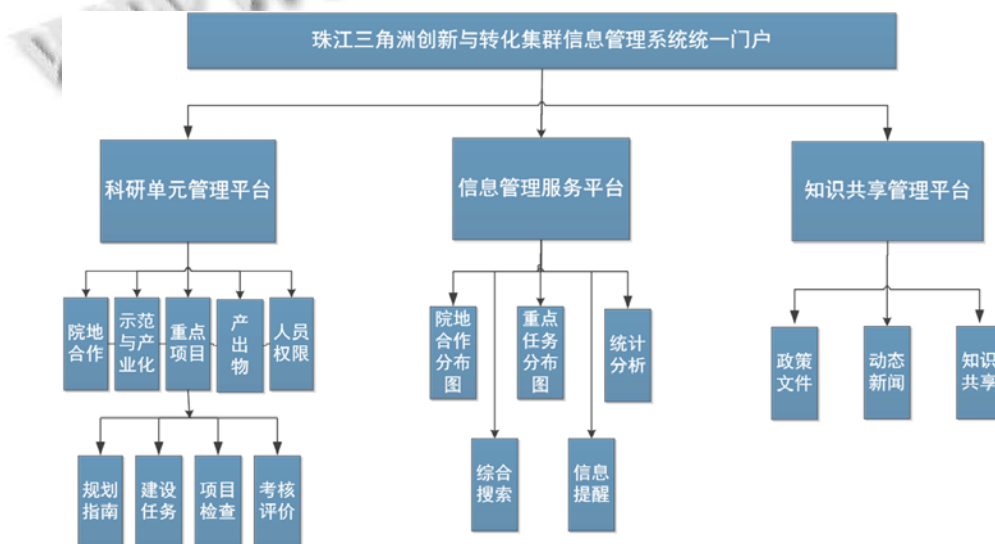 珠江三角洲创新与转化集群信息管理系统统一门户
科研单元管理平台
信息管理服务平台
知识共享管理平台
院地
合作
示范
与产
业化
重点
项目
产
出
物
人员
权限
院地
合作
分布
图
重点
任务
分布
图
统计
分析
政策
文件
动态
新闻
知识
共享
规划
指南
建设
任务
项目
检查
考核
评价
综合
搜索
信息
提醒